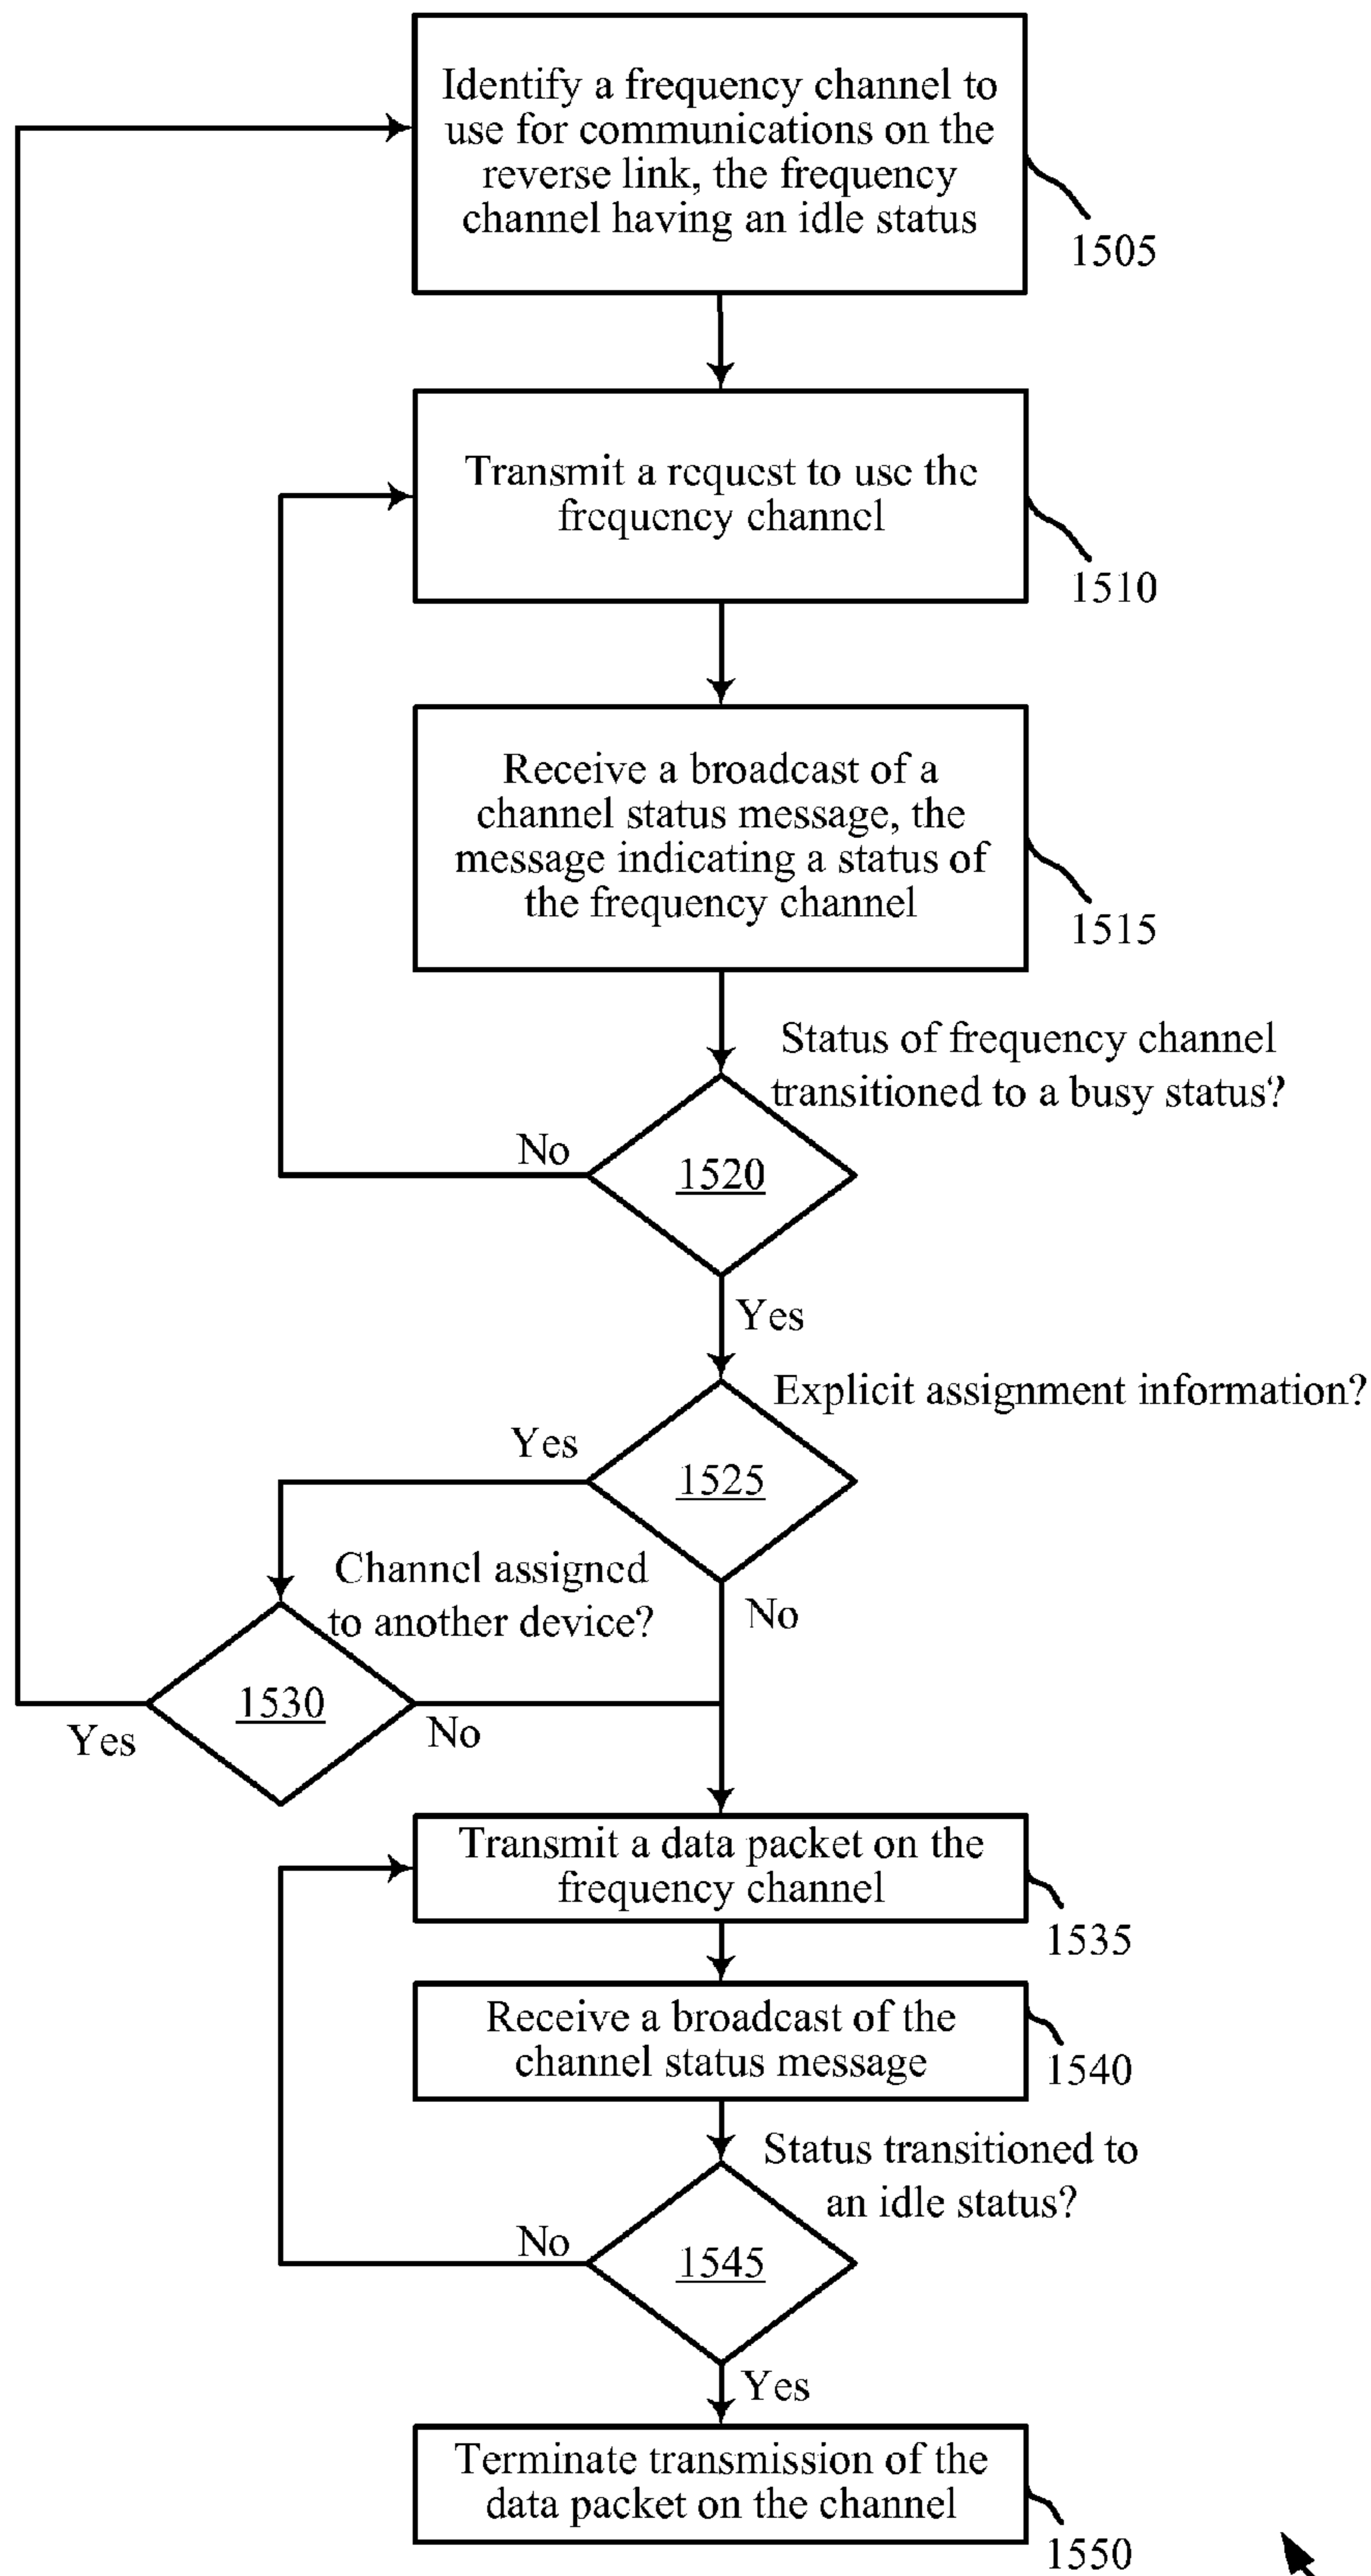 Identify a frequency channel to
use for communications on the
reverse link, the frequency
channel having an idle status
1505
Transmit a request to use the
frequency channel
1510
Receive a broadcast of a
channel status message, the
message indicating a status of
the frequency channel
1515
Status of frequency channel
transitioned to a busy status?
No
1520
Yes
Explicit assignment information?
Yes
1525
Channel assigned
to another device?
No
1530
Yes
No
Transmit a data packet on the
frequency channel
1535
Receive a broadcast of the
channel status message
1540
Status transitioned to
an idle status?
No
1545
Yes
Terminate transmission of the
data packet on the channel
1550